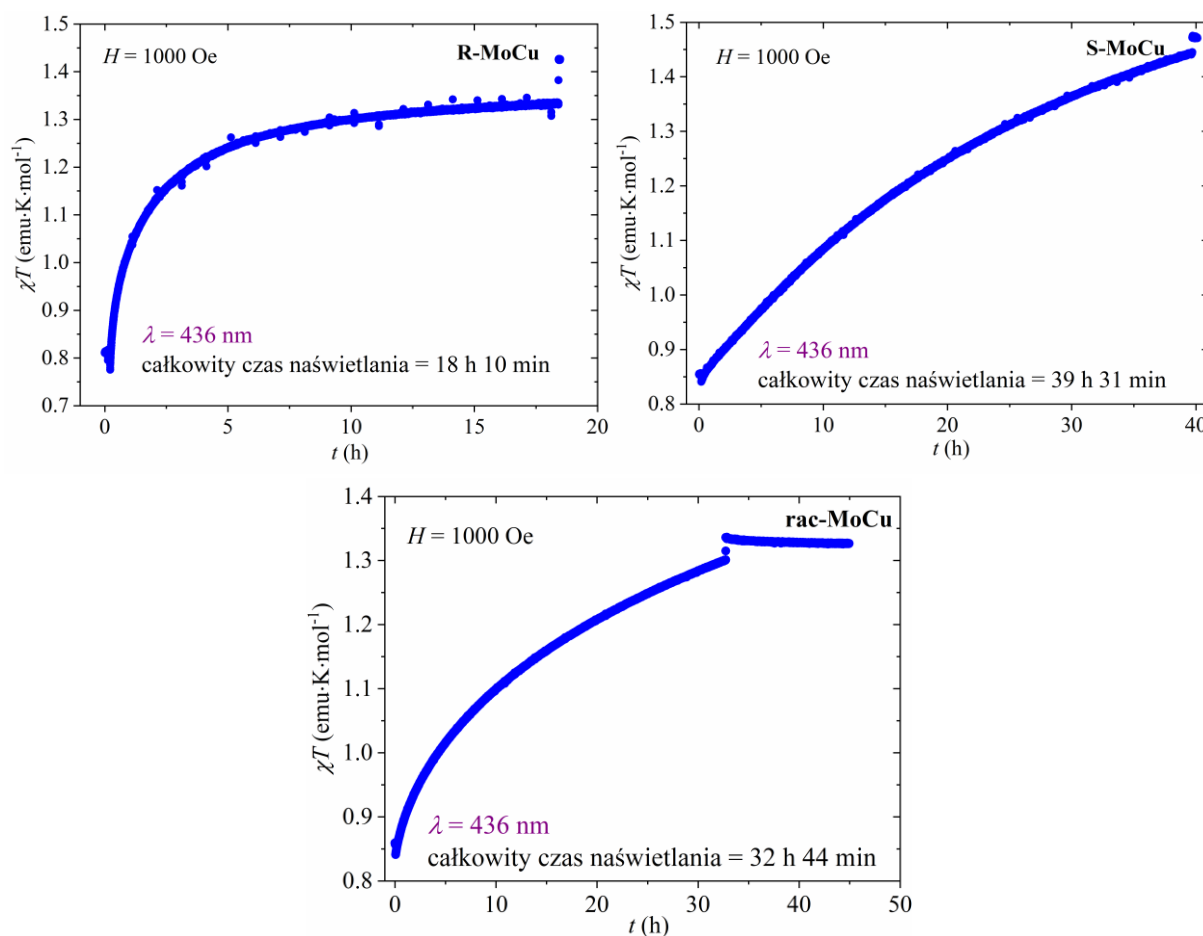 R-MoCu
H = 1000 Oe
χT (emu·K·mol⁻¹)
1.5
1.4
1.3
1.2
1.1
1.0
0.9
0.8
0.7
λ = 436 nm
całkowity czas naświetlania = 18 h 10 min
0 5 10 15 20
t (h)
S-MoCu
H = 1000 Oe
χT (emu·K·mol⁻¹)
1.5
1.4
1.3
1.2
1.1
1.0
0.9
0.8
λ = 436 nm
całkowity czas naświetlania = 39 h 31 min
0 10 20 30 40
t (h)
rac-MoCu
H = 1000 Oe
χT (emu·K·mol⁻¹)
1.4
1.3
1.2
1.1
1.0
0.9
0.8
λ = 436 nm
całkowity czas naświetlania = 32 h 44 min
0 10 20 30 40 50
t (h)